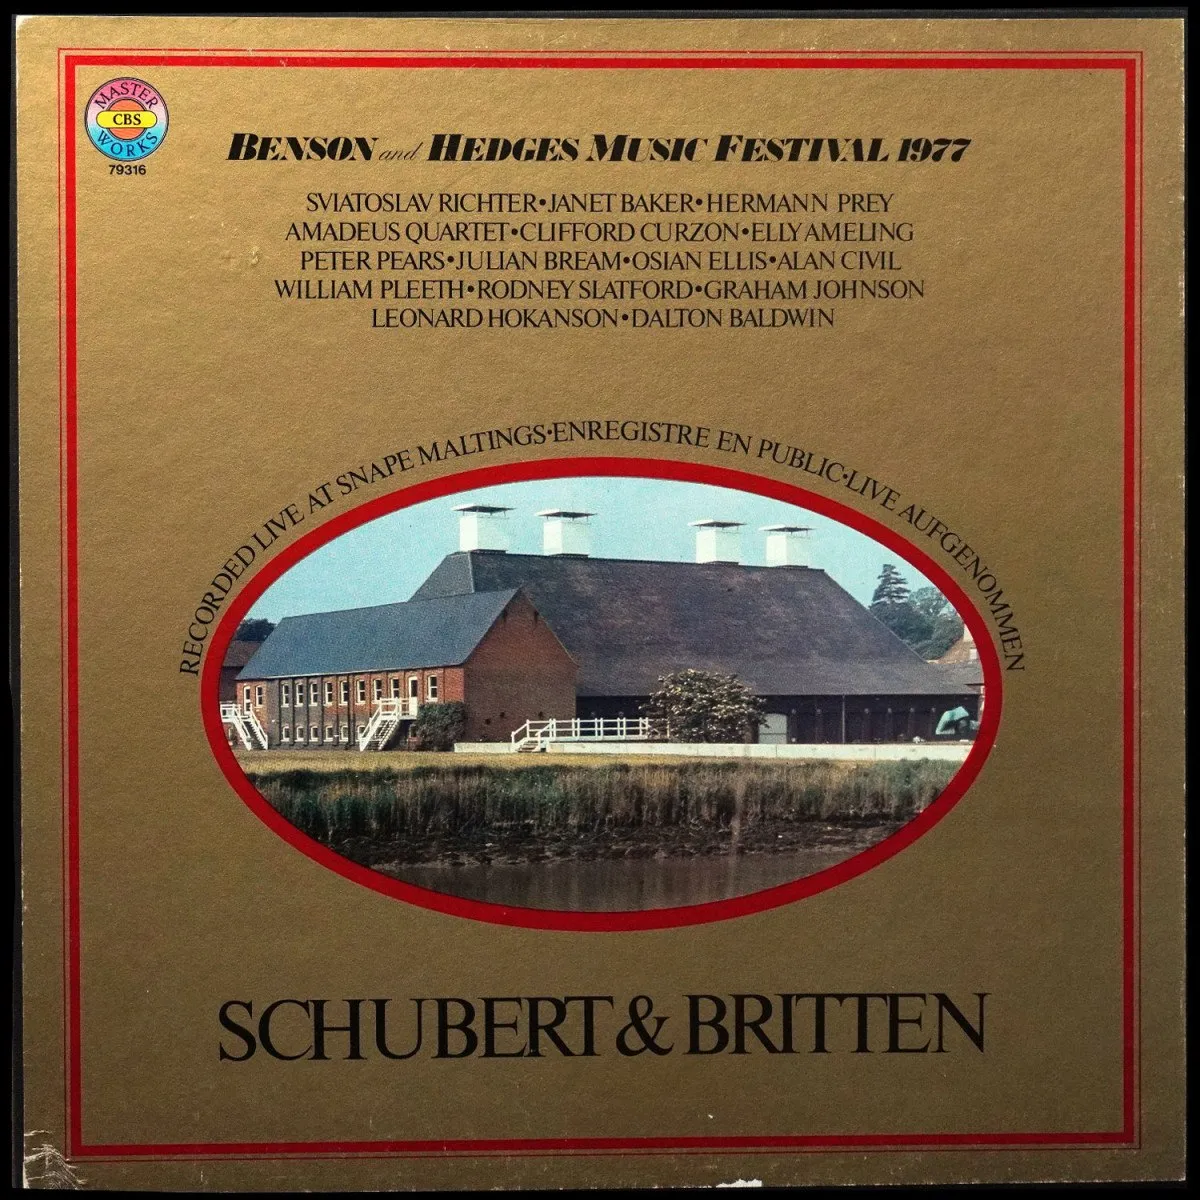 MASTER
CBS
WORKS
79316
BENSON and HEDGES MUSIC FESTIVAL 1977
SVIATOSLAV RICHTER•JANET BAKER•HERMANN PREY
AMADEUS QUARTET•CLIFFORD CURZON•ELLY AMELING
PETER PEARS•JULIAN BREAM•OSIAN ELLIS•ALAN CIVIL
WILLIAM PLEETH•RODNEY SLATFORD•GRAHAM JOHNSON
LEONARD HOKANSON•DALTON BALDWIN
RECORDED LIVE AT SNAPE MALTINGS•ENREGISTRE EN PUBLIC•LIVE AUFGENOMMEN
SCHUBERT & BRITTEN